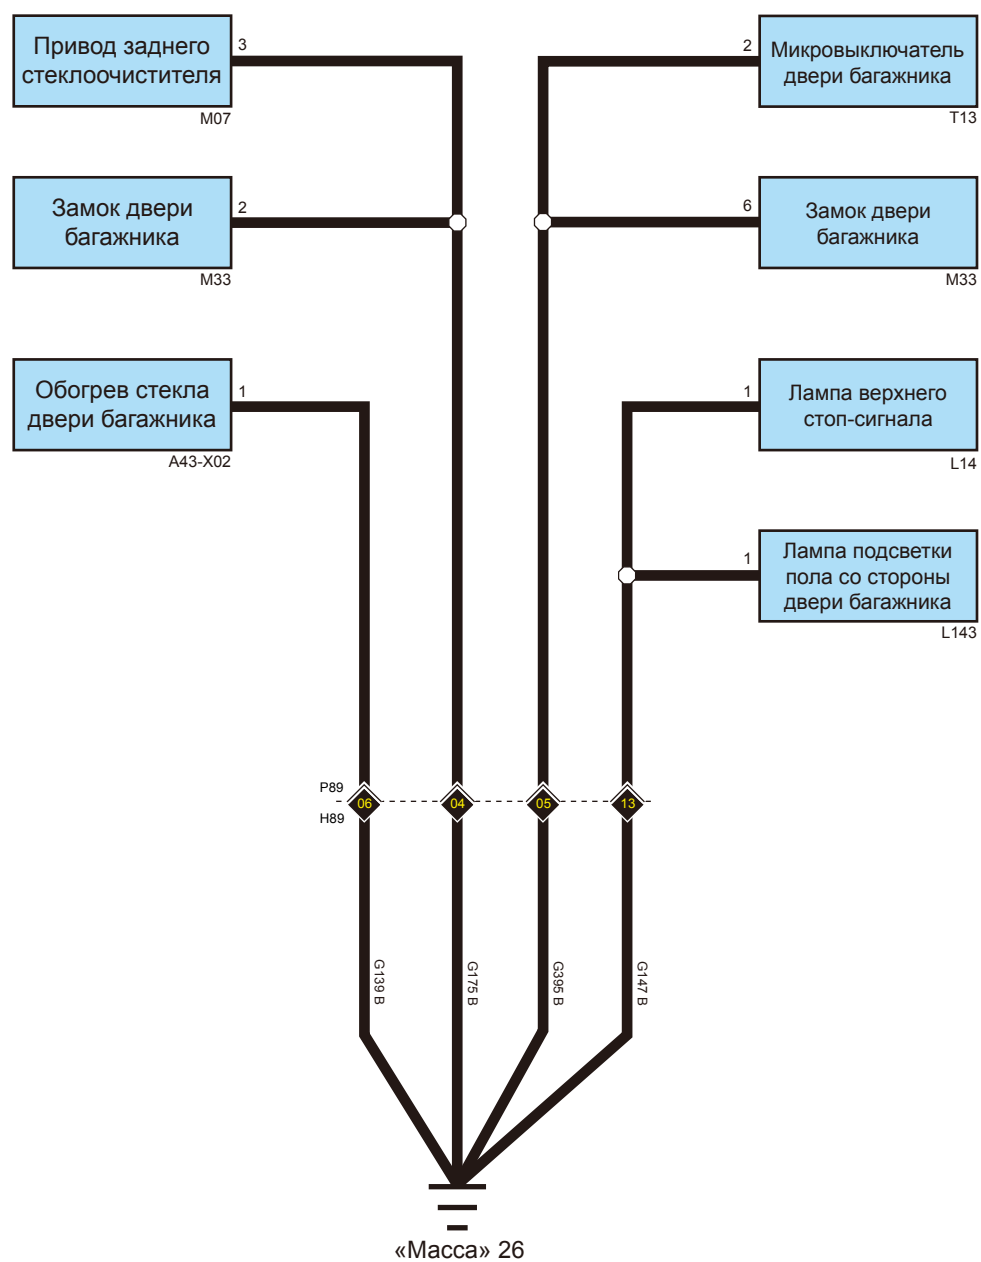 Привод заднего
стеклоочистителя
3
M07
2
Микровыключатель
двери багажника
T13
Замок двери
багажника
2
M33
6
Замок двери
багажника
M33
Обогрев стекла
двери багажника
1
A43-X02
1
Лампа верхнего
стоп-сигнала
L14
1
Лампа подсветки
пола со стороны
двери багажника
L143
P89
H89
06
04
05
13
G139 B
G175 B
G395 B
G147 B
«Масса» 26